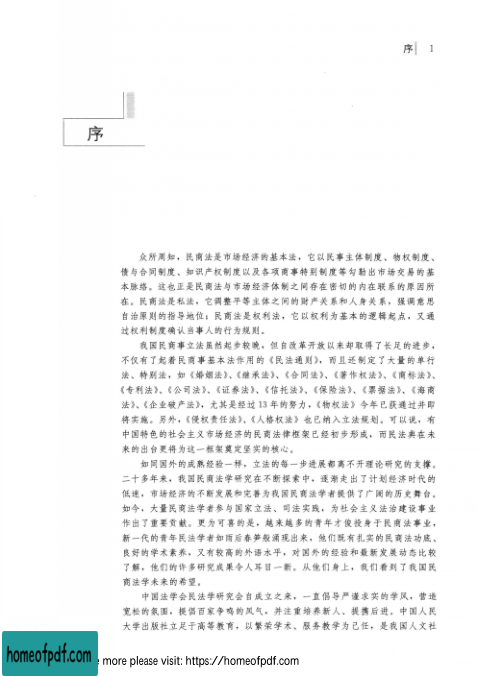 序 1
序
众所周知，民商法是市场经济的基本法，它以民事主体制度、物权制度、
债与合同制度、知识产权制度以及各项商事特别制度等勾勒出市场交易的基
本脉络。这也正是民商法与市场经济体制之间存在密切的内在联系的原因所
在。民商法是私法，它调整平等主体之间的财产关系和人身关系，强调意思
自治原则的指导地位；民商法是权利法，它以权利为基本的逻辑起点，又通
过权利制度确认当事人的行为规则。
我国民商事立法虽然起步较晚，但自改革开放以来却取得了长足的进步，
不仅有了起着民商事基本法作用的《民法通则》，而且还制定了大量的单行
法、特别法，如《婚姻法》、《继承法》、《合同法》、《著作权法》、《商标法》、
《专利法》、《公司法》、《证券法》、《信托法》、《保险法》、《票据法》、《海商
法》、《企业破产法》，尤其是经过 13 年的努力，《物权法》今年已获通过并即
得实施。另外，《侵权责任法》、《人格权法》也已纳入立法规划。可以说，有
中国特色的社会主义市场经济的民商法律框架已经初步形成，而民法典在未
来的出台更将为这一框架奠定坚实的核心。
如同国外的成熟经验一样，立法的每一步进展都离不开理论研究的支撑。
二十多年来，我国民商法学研究在不断探索中，逐渐走出了计划经济时代的
低迷，市场经济的不断发展和完善为我国民商法学者提供了广阔的历史舞台。
如今，大量民商法学者参与国家立法、司法实践，为社会主义法治建设事业
作出了重要贡献。更为可喜的是，越来越多的青年才俊投身于民商法事业，
新一代的青年民法学者如雨后春笋般涌现出来，他们既有扎实的民商法功底、
良好的学术素养，又有较高的外语水平，对国外的经验和最新发展动态比较
了解，他们的许多研究成果令人耳目一新。从他们身上，我们看到了我国民
商法学未来的希望。
中国法学会民法学研究会自成立之来，一直倡导严谨求实的学风，营造
宽松的氛围，提倡百家争鸣的风气，并注重培养新人、提携后进。中国人民
大学出版社立足于高等教育，以繁荣学术、服务教学为己任，是我国人文社
homeofpdf.com
more please visit: https://homeofpdf.com